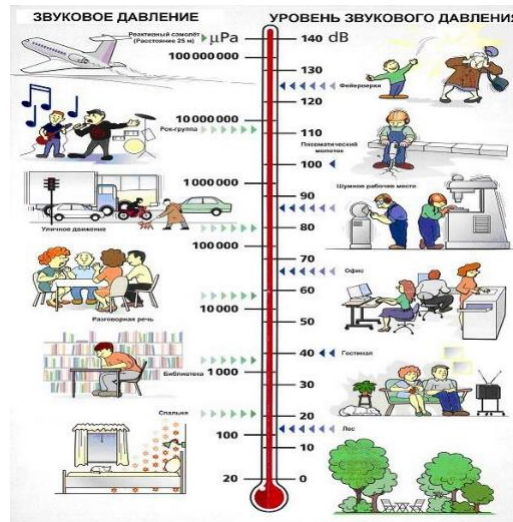 ЗВУКОВОЕ ДАВЛЕНИЕ
УРОВЕНЬ ЗВУКОВОГО ДАВЛЕНИЯ
Реактивный самолёт
(Расстояние 25 м)
µPa
140 dB
100 000 000
130
Фейерверки
120
10 000 000
Рок-группа
110
Пневматический
молоток
100
1 000 000
Шумное рабочее место
90
Уличное движение
80
100 000
70
Офис
60
Разговорная речь
10 000
50
40
Гостиная
Библиотека
1 000
30
Спальня
20
Лес
100
10
20
0